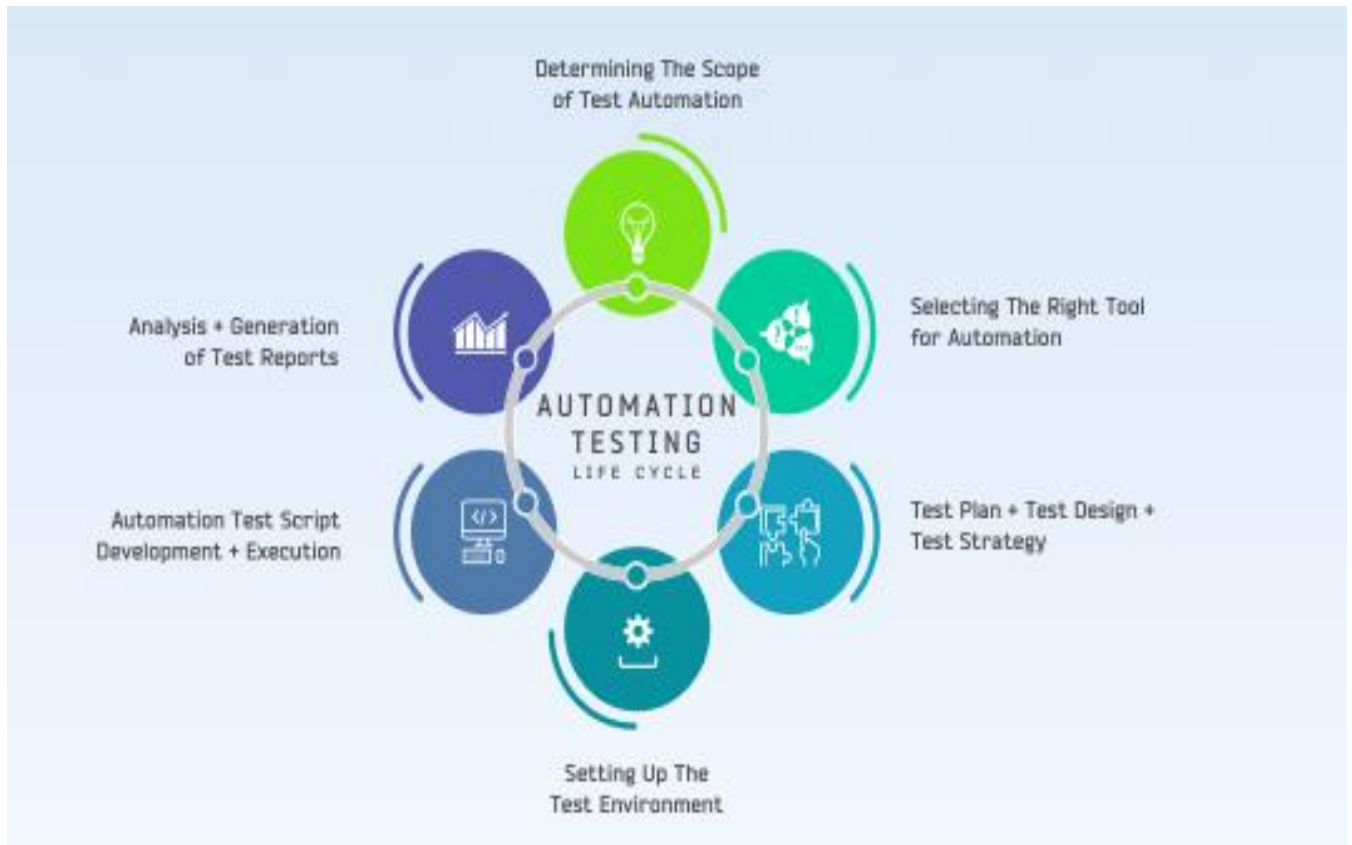 Determining The Scope
of Test Automation
Selecting The Right Tool
for Automation
Test Plan + Test Design +
Test Strategy
Setting Up The
Test Environment
Automation Test Script
Development + Execution
Analysis + Generation
of Test Reports
AUTOMATION
TESTING
LIFE CYCLE
</>